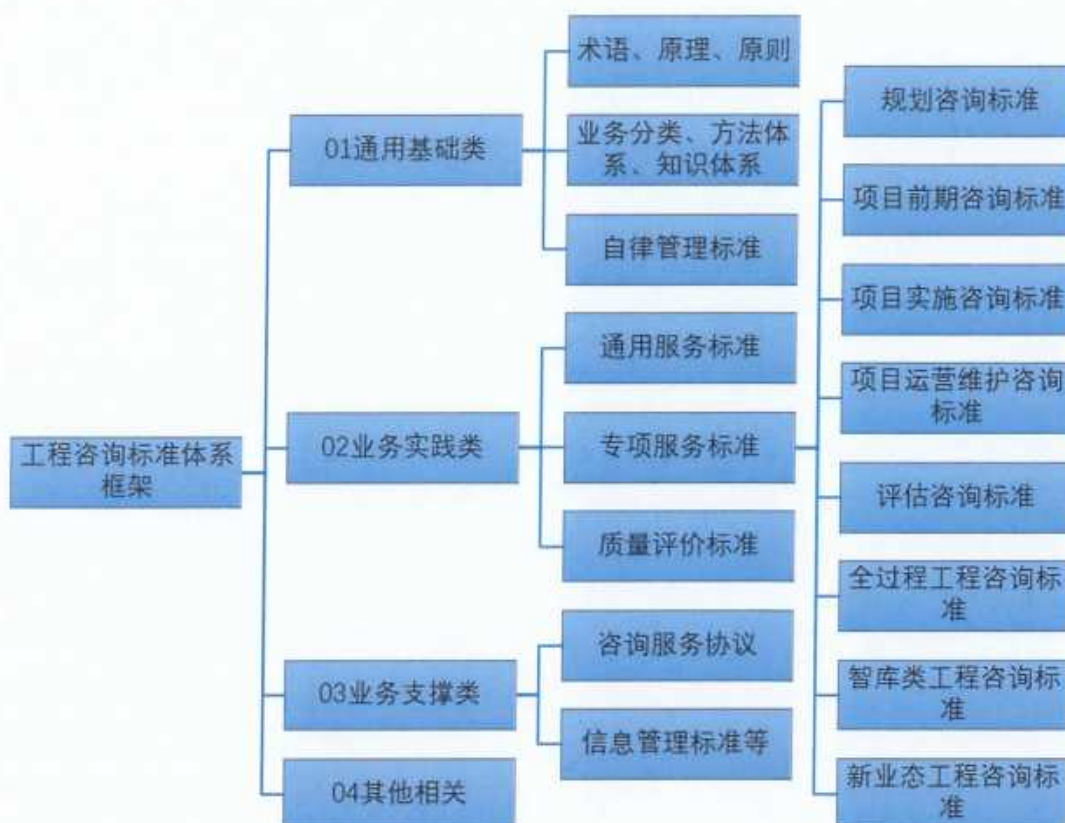 工程咨询标准体系
框架
01通用基础类
术语、原理、原则
业务分类、方法体
系、知识体系
自律管理标准
02业务实践类
通用服务标准
专项服务标准
规划咨询标准
项目前期咨询标准
项目实施咨询标准
项目运营维护咨询
标准
评估咨询标准
全过程工程咨询标
准
智库类工程咨询标
准
新业态工程咨询标
准
质量评价标准
03业务支撑类
咨询服务协议
信息管理标准等
04其他相关